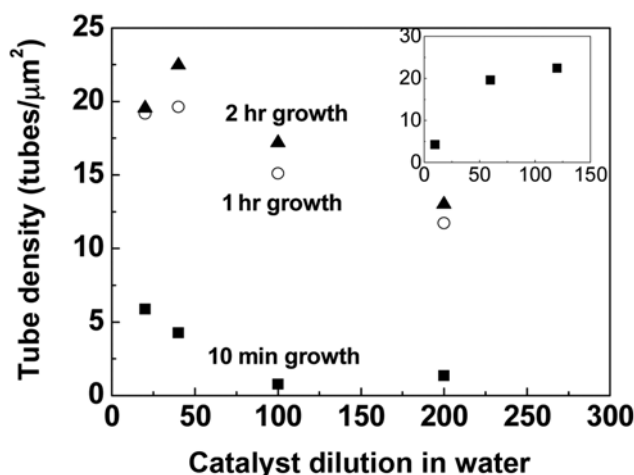 25
20
15
10
5
0
Tube density (tubes/μm²)
2 hr growth
1 hr growth
10 min growth
30
20
10
0
0 50 100 150
0 50 100 150 200 250 300
Catalyst dilution in water